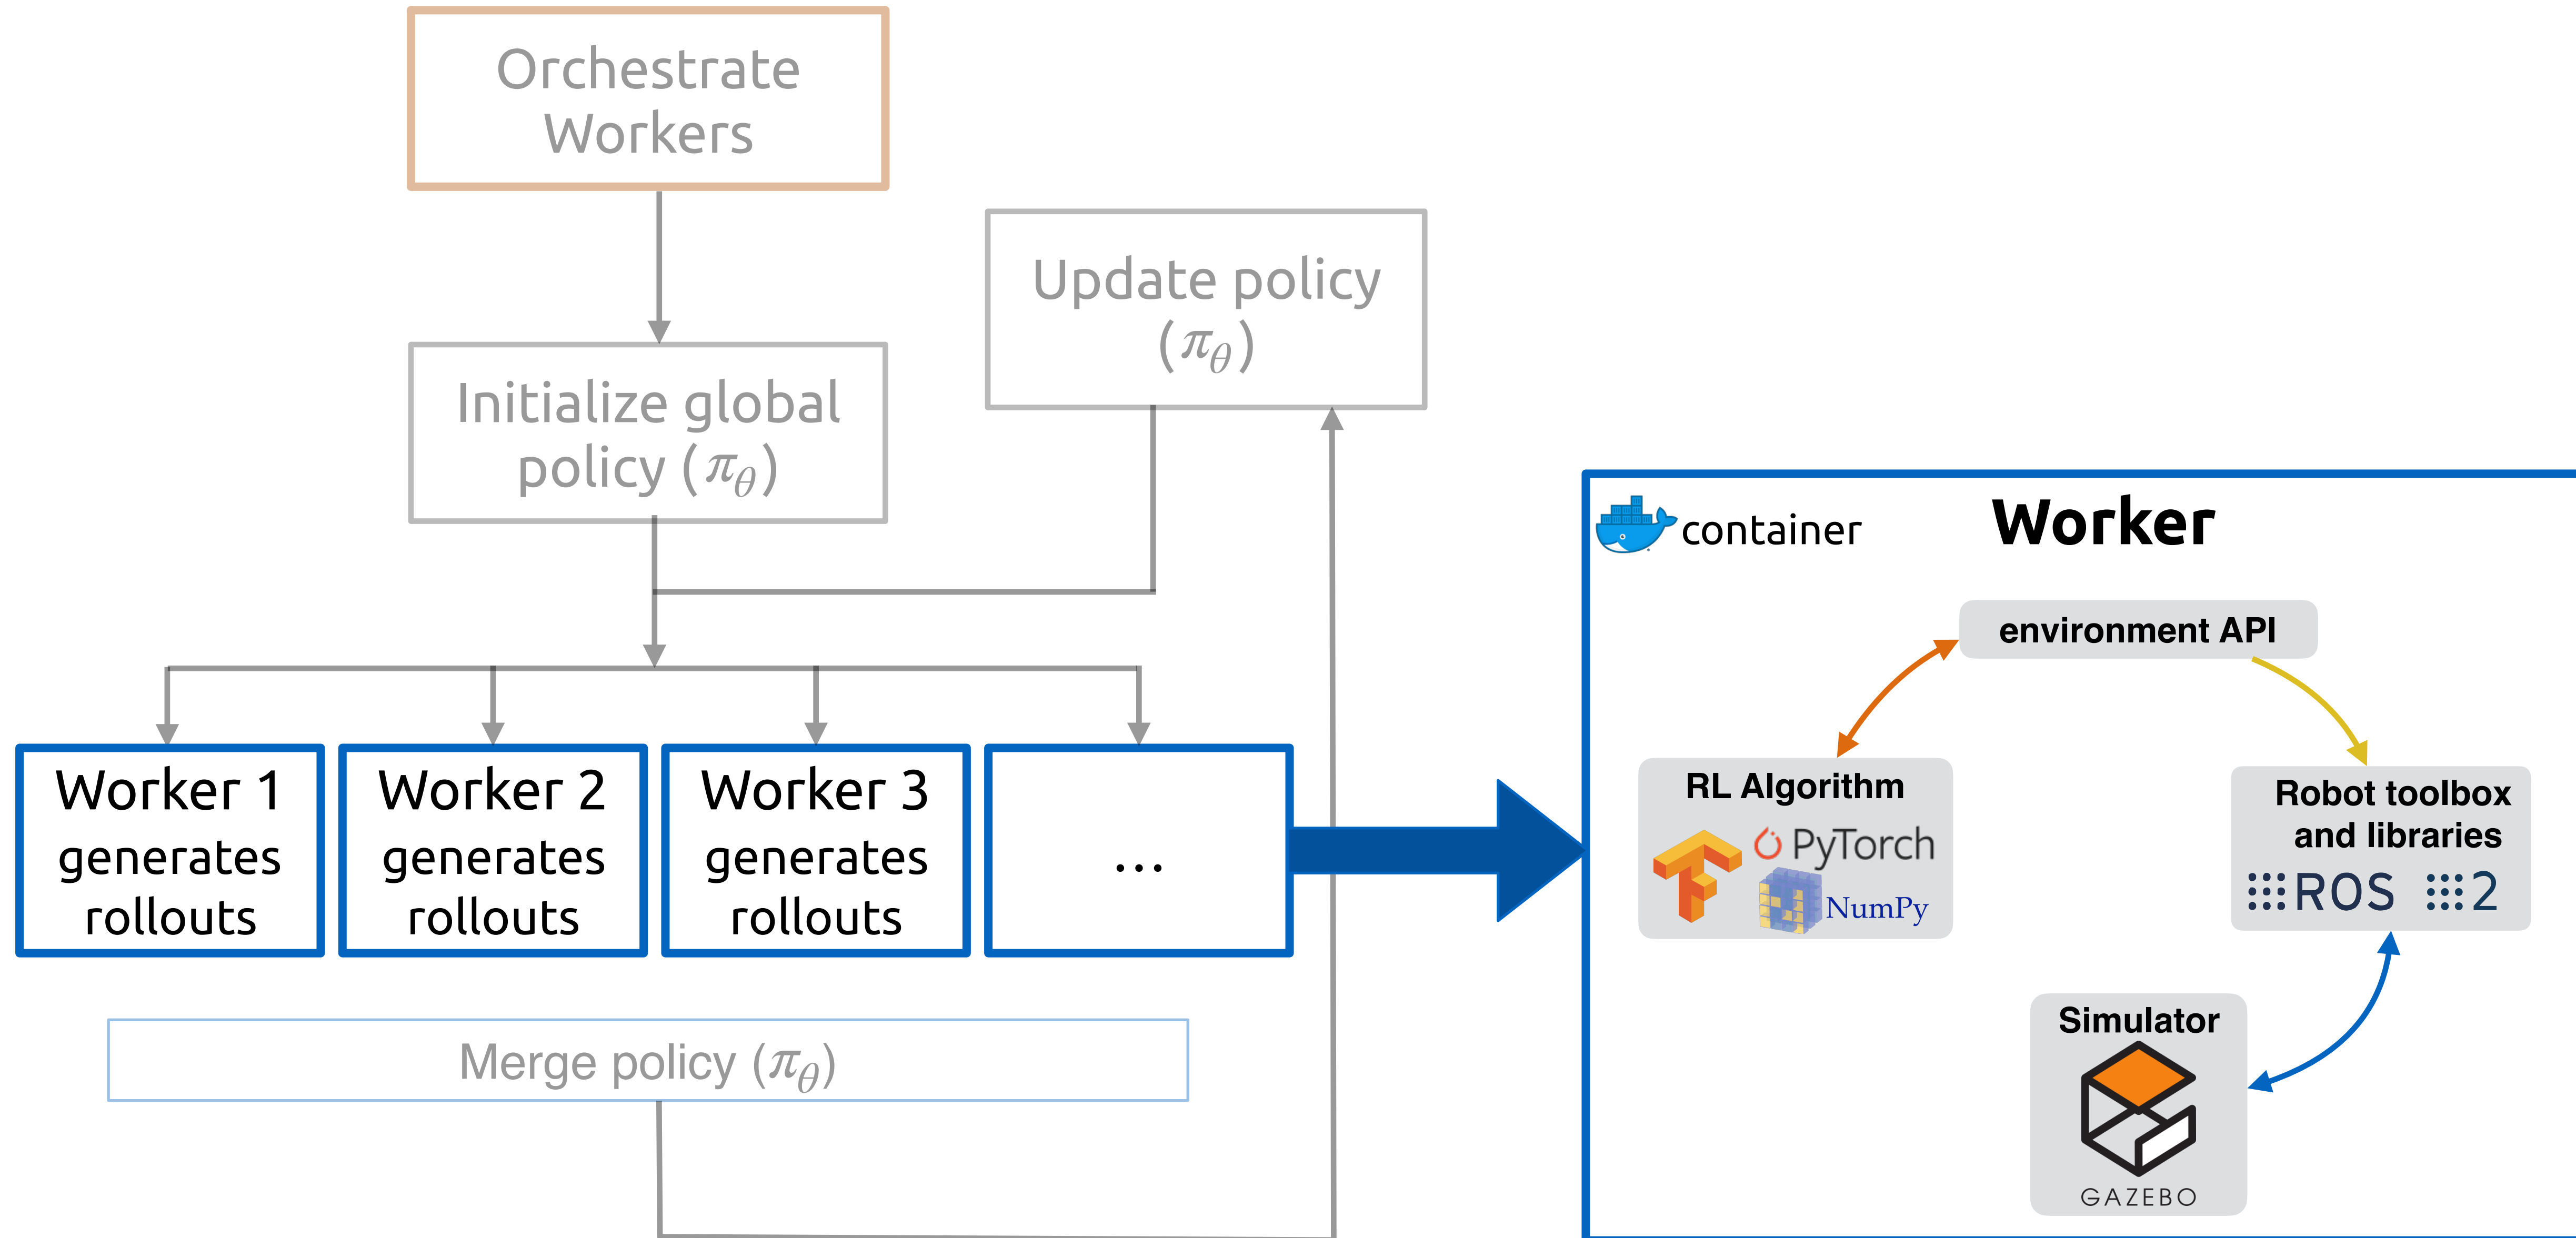 Orchestrate
Workers
Update policy
(πθ)
Initialize global
policy (πθ)
Worker 1
generates
rollouts
Worker 2
generates
rollouts
Worker 3
generates
rollouts
...
Merge policy (πθ)
container
Worker
environment API
RL Algorithm
PyTorch
NumPy
Robot toolbox
and libraries
ROS 2
Simulator
GAZEBO